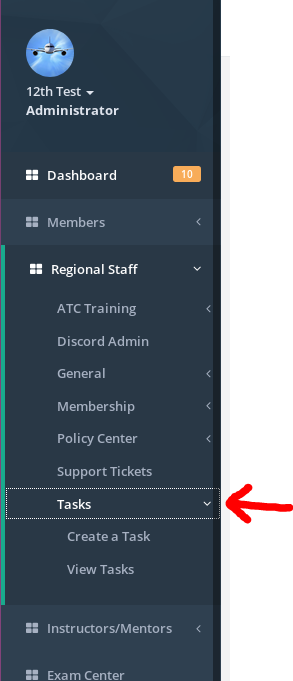 12th Test
Administrator
Dashboard 10
Members
Regional Staff
ATC Training
Discord Admin
General
Membership
Policy Center
Support Tickets
Tasks
Create a Task
View Tasks
Instructors/Mentors
Exam Center